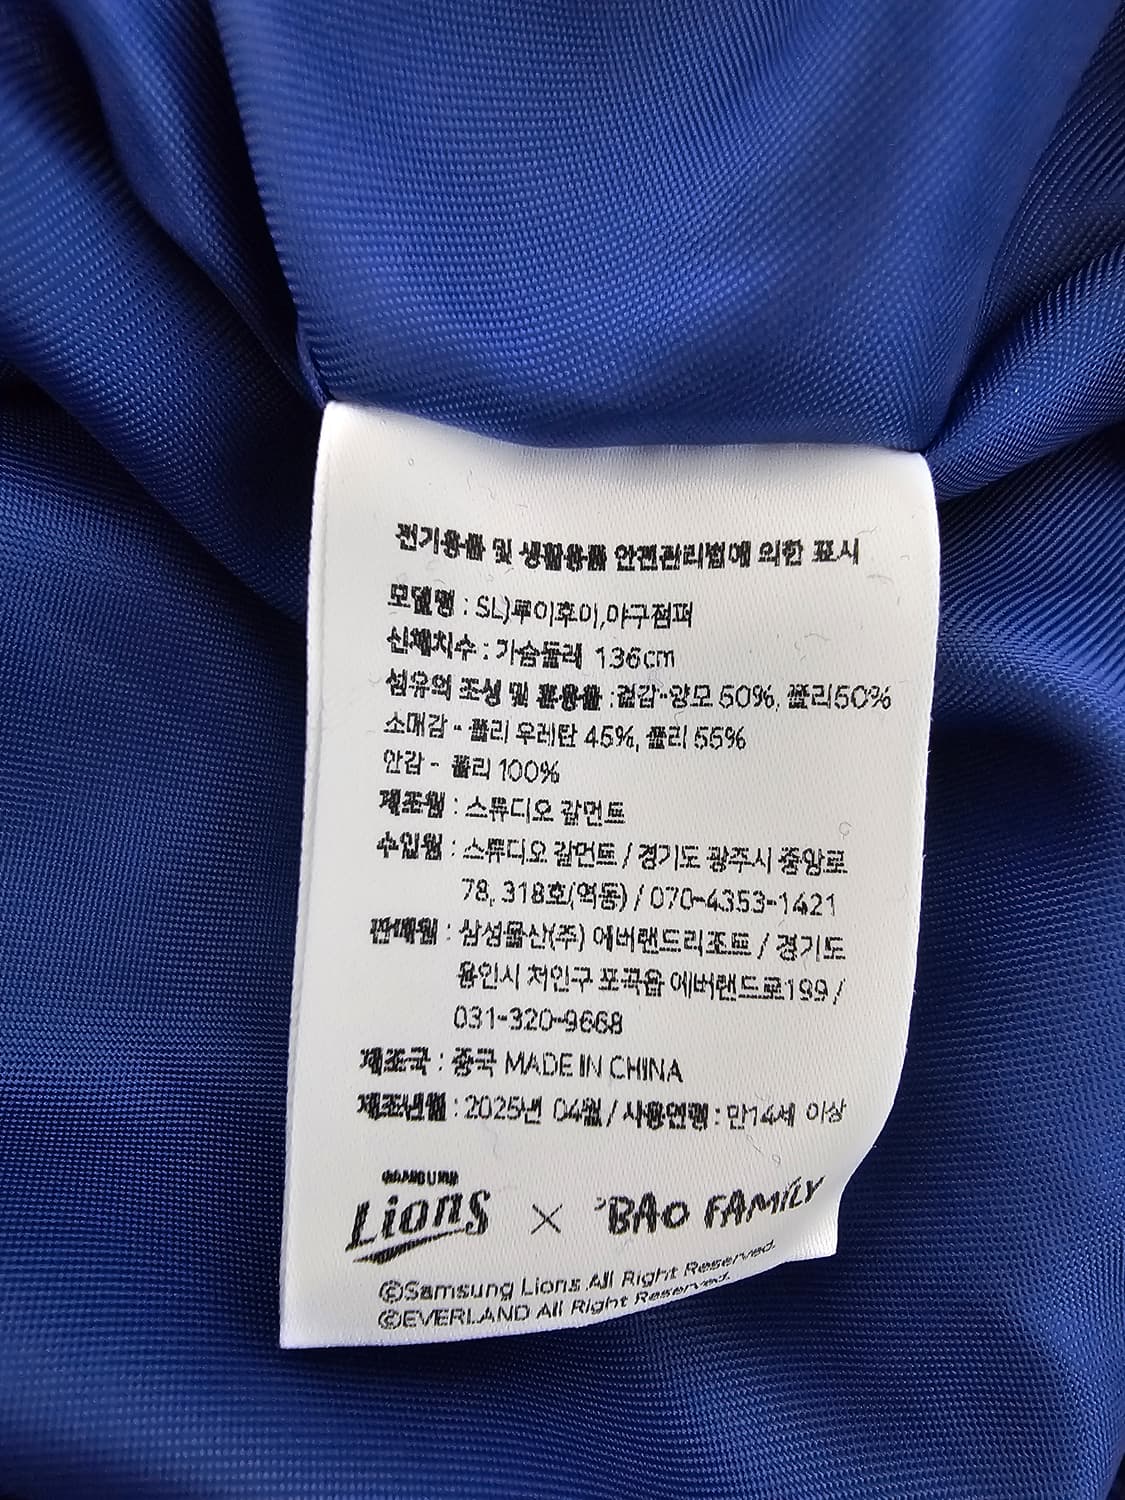 전기용품 및 생활용품 안전관리법에 의한 표시
모델명 : SL)루이후이,야구점퍼
신체치수 : 가슴둘레 136cm
섬유의 조성 및 혼용률 :겉감-양모 50%, 폴리50%
소매감 - 폴리 우레탄 45%, 폴리 55%
안감 - 폴리 100%
제조원 : 스튜디오 갈먼트
수입원 : 스튜디오 갈먼트 / 경기도 광주시 중앙로
78, 318호(역동) / 070-4353-1421
판매원 : 삼성물산(주) 에버랜드리조트 / 경기도
용인시 처인구 포곡읍 에버랜드로199 /
031-320-9668
제조국 : 중국 MADE IN CHINA
제조년월 : 2025년 04월 / 사용연령 : 만14세 이상
SAMSUNG
Lions × BAO FAMILY
©Samsung Lions All Right Reserved.
©EVERLAND All Right Reserved.